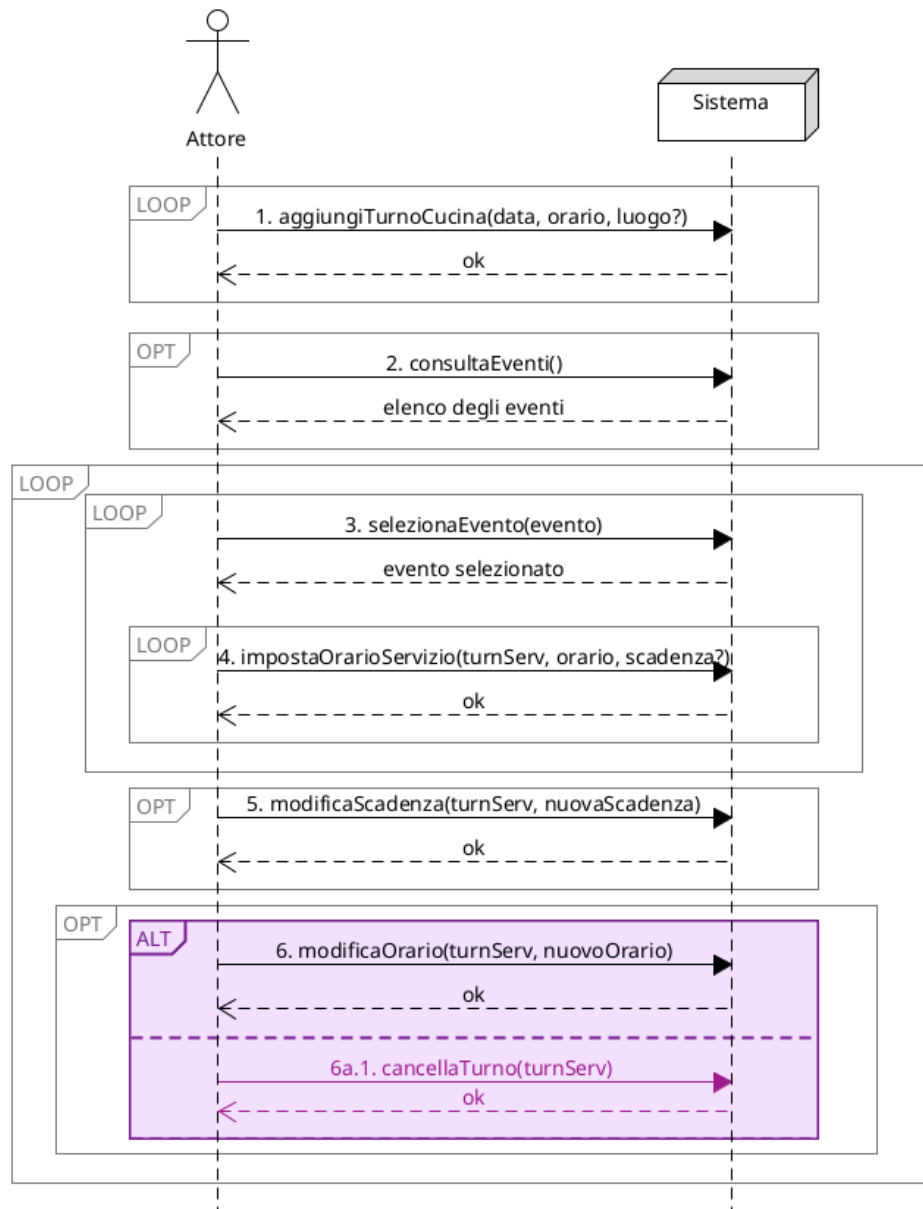 Attore
Sistema
LOOP
1. aggiungiTurnoCucina(data, orario, luogo?)
ok
OPT
2. consultaEventi()
elenco degli eventi
LOOP
LOOP
3. selezionaEvento(evento)
evento selezionato
LOOP
4. impostaOrarioServizio(turnServ, orario, scadenza?)
ok
OPT
5. modificaScadenza(turnServ, nuovaScadenza)
ok
OPT
ALT
6. modificaOrario(turnServ, nuovoOrario)
ok
6a.1. cancellaTurno(turnServ)
ok